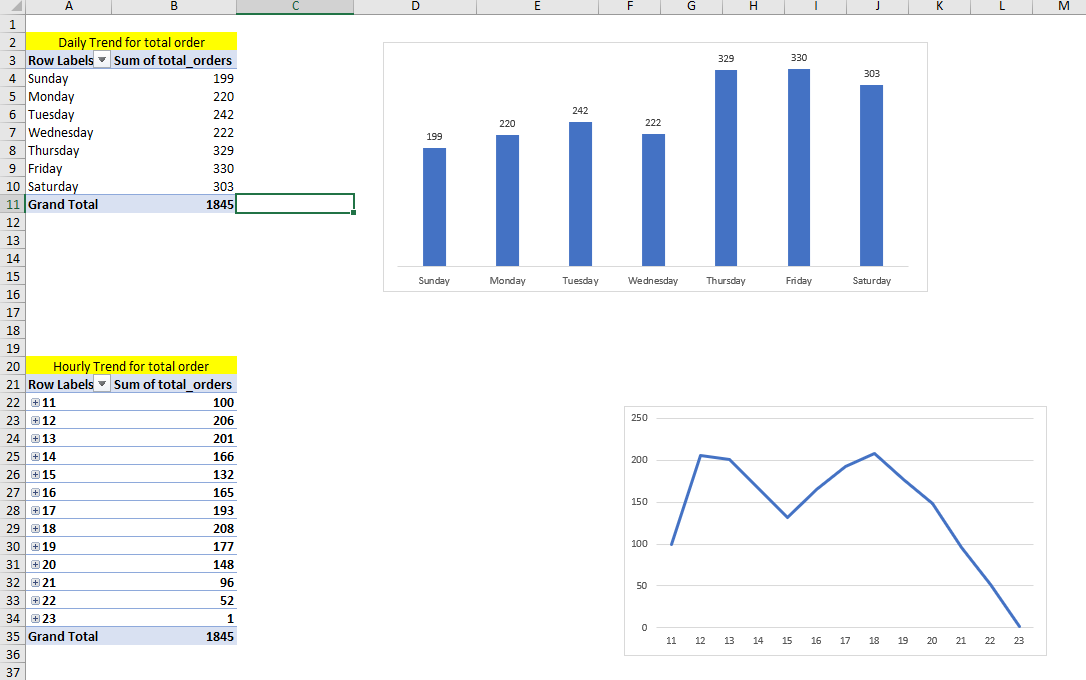 A B C D E F G H I J K L M
1
2 Daily Trend for total order
3 Row Labels Sum of total_orders
4 Sunday 199
5 Monday 220
6 Tuesday 242
7 Wednesday 222
8 Thursday 329
9 Friday 330
10 Saturday 303
11 Grand Total 1845
12
13
14
15
16
17
18
19
199 220 242 222 329 330 303
Sunday Monday Tuesday Wednesday Thursday Friday Saturday
20 Hourly Trend for total order
21 Row Labels Sum of total_orders
22 11 100
23 12 206
24 13 201
25 14 166
26 15 132
27 16 165
28 17 193
29 18 208
30 19 177
31 20 148
32 21 96
33 22 52
34 23 1
35 Grand Total 1845
36
37
250
200
150
100
50
0
11 12 13 14 15 16 17 18 19 20 21 22 23